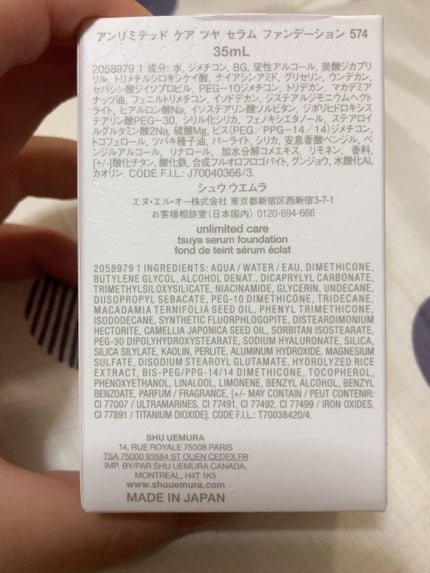 アンリミテッド ケア ツヤ セラム ファンデーション 574
35mL
2058979 1 成分: 水, ジメチコン, BG, 変性アルコール, 炭酸ジカプリ
ル, トリメチルシロキシケイ酸, ナイアシンアミド, グリセリン, ウンデカン,
セバシン酸ジイソプロピル, PEG-10ジメチコン, トリデカン, マカデミア
ナッツ油, フェニルトリメチコン, イソドデカン, ジステアルジモニウムヘクト
ライト, ヒアルロン酸Na, イソステアリン酸ソルビタン, ジポリヒドロキシス
テアリン酸PEG-30, シリル化シリカ, フェノキシエタノール, ステアロイ
ルグルタミン酸2Na, 硫酸Mg, ビス(PEG/PPG-14/14)ジメチコン,
トコフェロール, ツバキ種子油, パーライト, シリカ, 安息香酸ベンジル, ベ
ンジルアルコール, リナロール, 加水分解コメエキス, リモネン, 香料,
[+/-]酸化チタン, 酸化鉄, 合成フルオロフロゴパイト, グンジョウ, 水酸化Al,
カオリン. CODE F.I.L.: J70040366/3.
シュウ ウエムラ
エヌ・エル・オー株式会社 東京都新宿区西新宿3-7-1
お客様相談室(日本国内) 0120-694-666
unlimited care
tsuya serum foundation
fond de teint sérum éclat
2058979 1 INGREDIENTS: AQUA / WATER / EAU, DIMETHICONE,
BUTYLENE GLYCOL, ALCOHOL DENAT., DICAPRYLYL CARBONATE,
TRIMETHYLSILOXYSILICATE, NIACINAMIDE, GLYCERIN, UNDECANE,
DIISOPROPYL SEBACATE, PEG-10 DIMETHICONE, TRIDECANE,
MACADAMIA TERNIFOLIA SEED OIL, PHENYL TRIMETHICONE,
ISODODECANE, SYNTHETIC FLUORPHLOGOPITE, DISTEARDIMONIUM
HECTORITE, CAMELLIA JAPONICA SEED OIL, SORBITAN ISOSTEARATE,
PEG-30 DIPOLYHYDROXYSTEARATE, SODIUM HYALURONATE, SILICA,
SILICA SILYLATE, KAOLIN, PERLITE, ALUMINUM HYDROXIDE, MAGNESIUM
SULFATE, DISODIUM STEAROYL GLUTAMATE, HYDROLYZED RICE
EXTRACT, BIS-PEG/PPG-14/14 DIMETHICONE, TOCOPHEROL,
PHENOXYETHANOL, LINALOOL, LIMONENE, BENZYL ALCOHOL, BENZYL
BENZOATE, PARFUM / FRAGRANCE, [+/- MAY CONTAIN / PEUT CONTENIR:
CI 77007 / ULTRAMARINES, CI 77491, CI 77492, CI 77499 / IRON OXIDES,
CI 77891 / TITANIUM DIOXIDE]. CODE F.I.L.: T70038420/4.
SHU UEMURA
14, RUE ROYALE 75008 PARIS
TSA 75000 93584 ST OUEN CEDEX FR
IMP. BY/PAR SHU UEMURA CANADA,
MONTREAL, H4T 1K5
www.shuuemura.com
MADE IN JAPAN